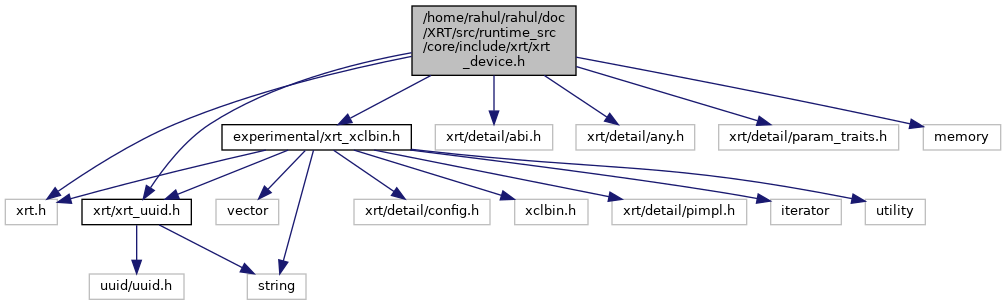 /home/rahul/rahul/doc
/XRT/src/runtime_src
/core/include/xrt/xrt
_device.h
experimental/xrt_xclbin.h
xrt/detail/abi.h
xrt/detail/any.h
xrt/detail/param_traits.h
memory
xrt.h
xrt/xrt_uuid.h
vector
xrt/detail/config.h
xclbin.h
xrt/detail/pimpl.h
iterator
utility
uuid/uuid.h
string